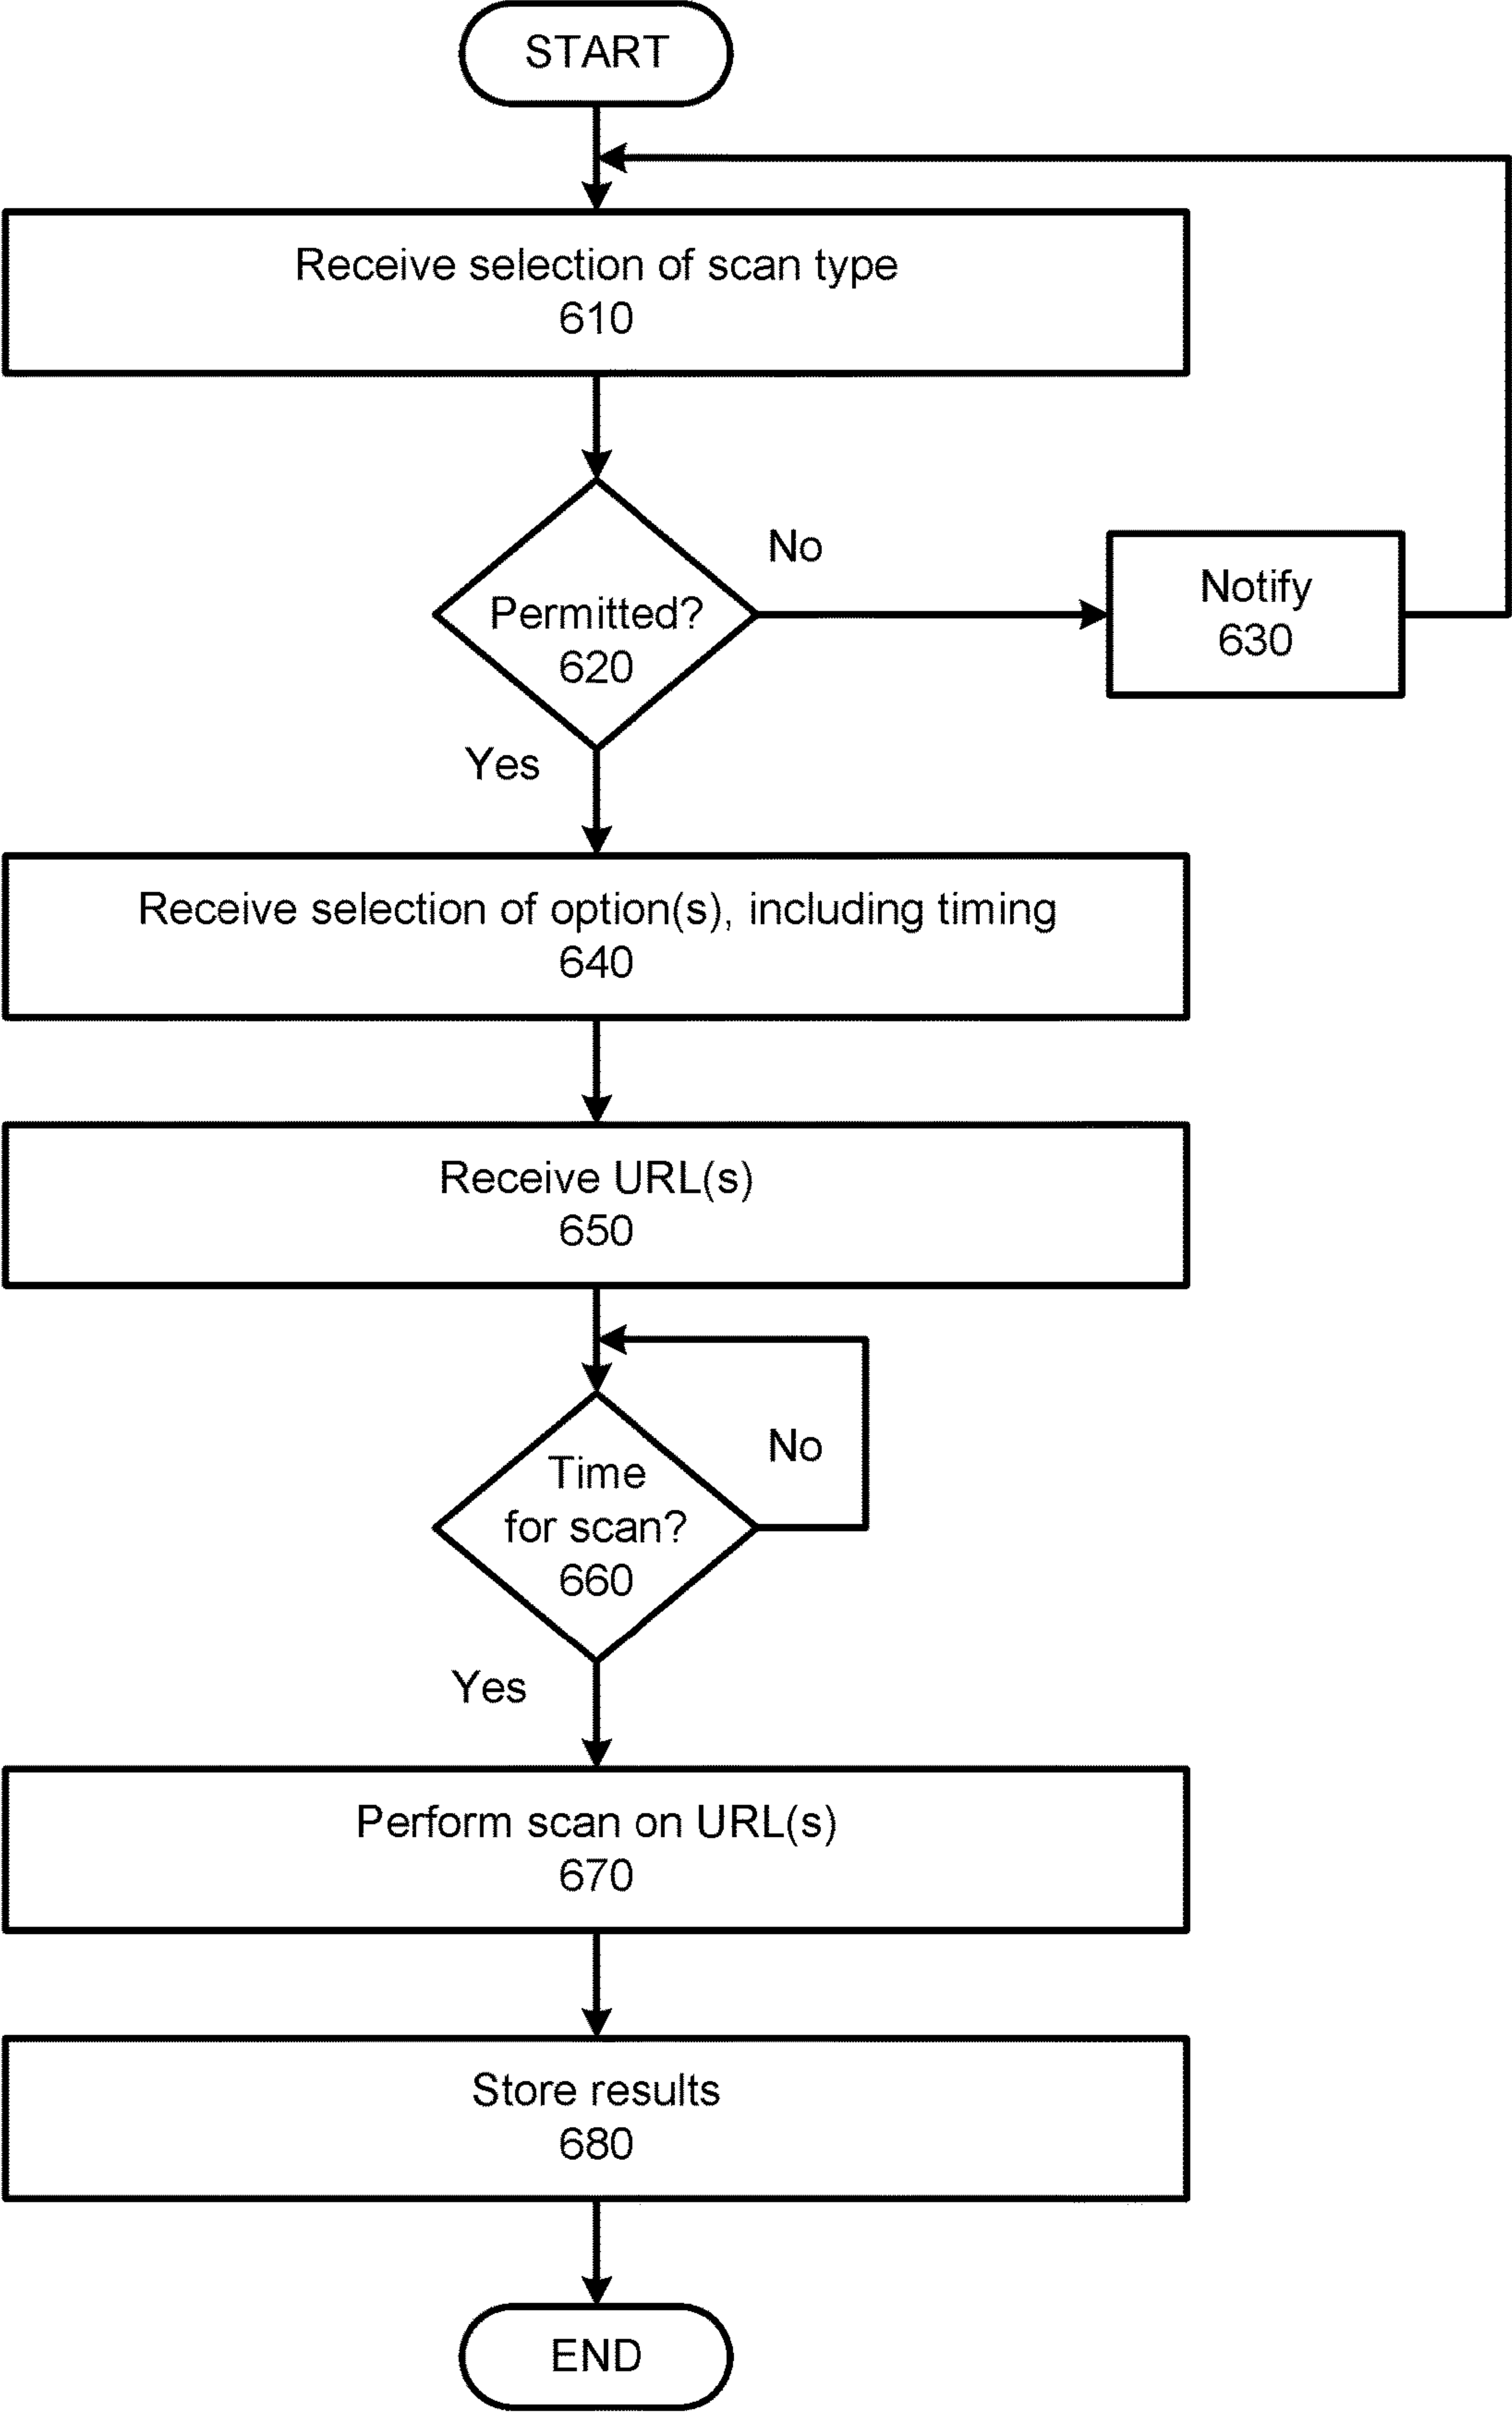 START
Receive selection of scan type
610
No
Permitted?
620
Notify
630
Yes
Receive selection of option(s), including timing
640
Receive URL(s)
650
No
Time
for scan?
660
Yes
Perform scan on URL(s)
670
Store results
680
END